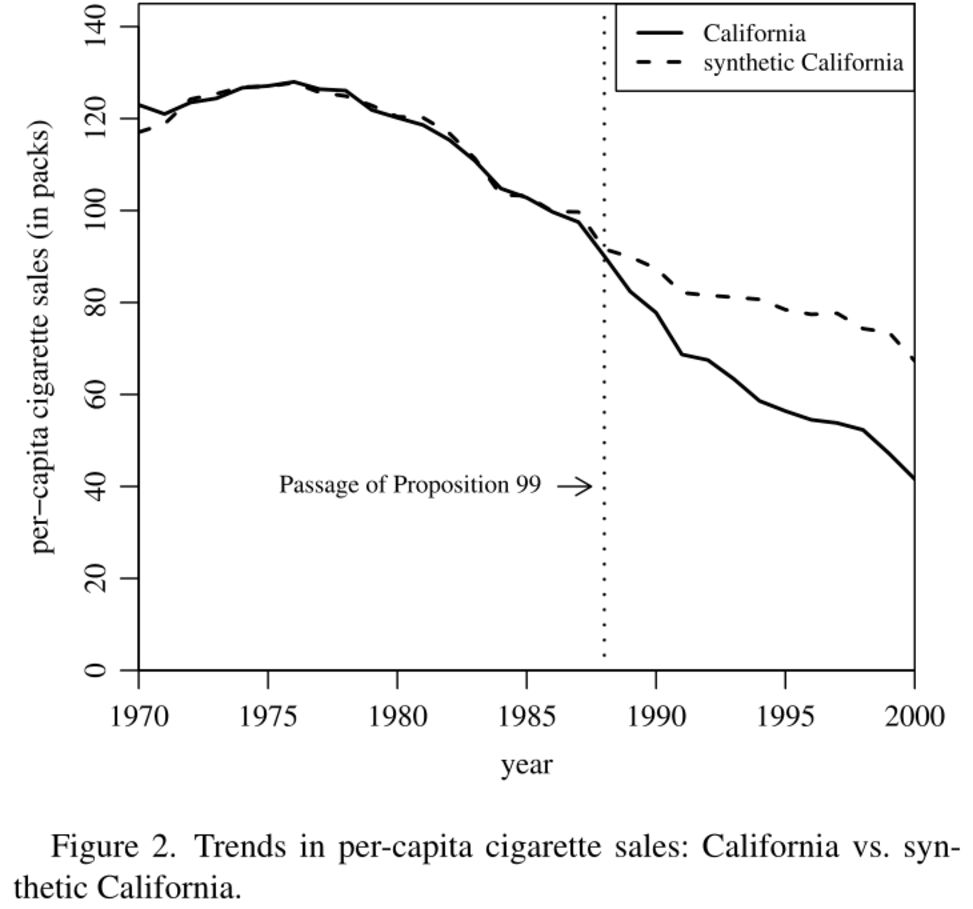 140
120
100
80
60
40
20
0
per−capita cigarette sales (in packs)
California
synthetic California
Passage of Proposition 99
1970 1975 1980 1985 1990 1995 2000
year
Figure 2. Trends in per-capita cigarette sales: California vs. syn-
thetic California.